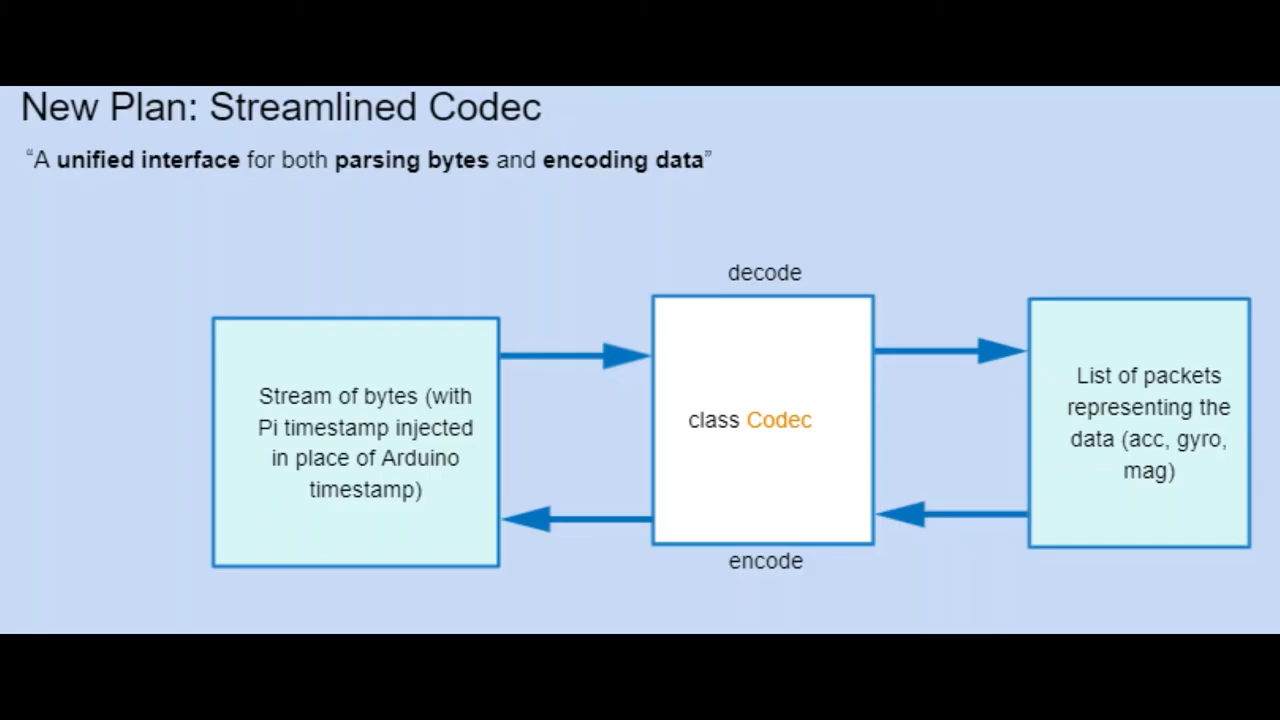 New Plan: Streamlined Codec
“A unified interface for both parsing bytes and encoding data”
decode
Stream of bytes (with
Pi timestamp injected
in place of Arduino
timestamp)
class Codec
List of packets
representing the
data (acc, gyro,
mag)
encode